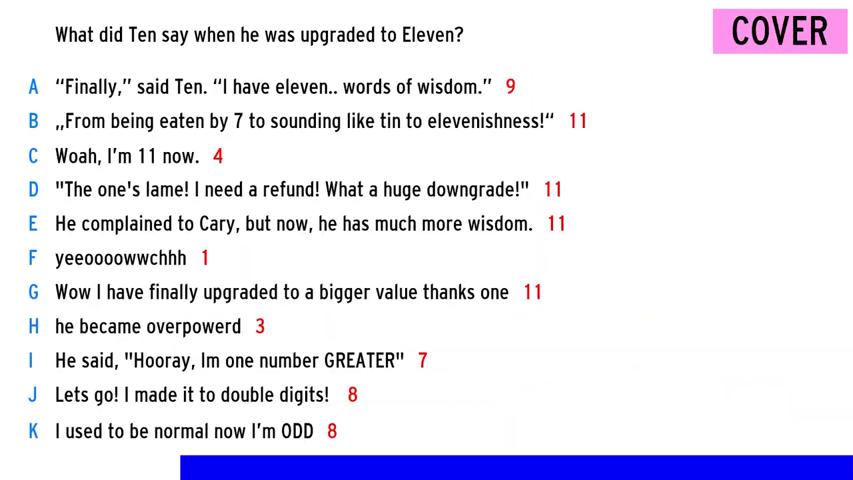 What did Ten say when he was upgraded to Eleven?
COVER
A “Finally,” said Ten. “I have eleven.. words of wisdom.” 9
B „From being eaten by 7 to sounding like tin to elevenishness!“ 11
C Woah, I’m 11 now. 4
D "The one's lame! I need a refund! What a huge downgrade!" 11
E He complained to Cary, but now, he has much more wisdom. 11
F yeeoooowwchhh 1
G Wow I have finally upgraded to a bigger value thanks one 11
H he became overpowerd 3
I He said, "Hooray, Im one number GREATER" 7
J Lets go! I made it to double digits! 8
K I used to be normal now I’m ODD 8